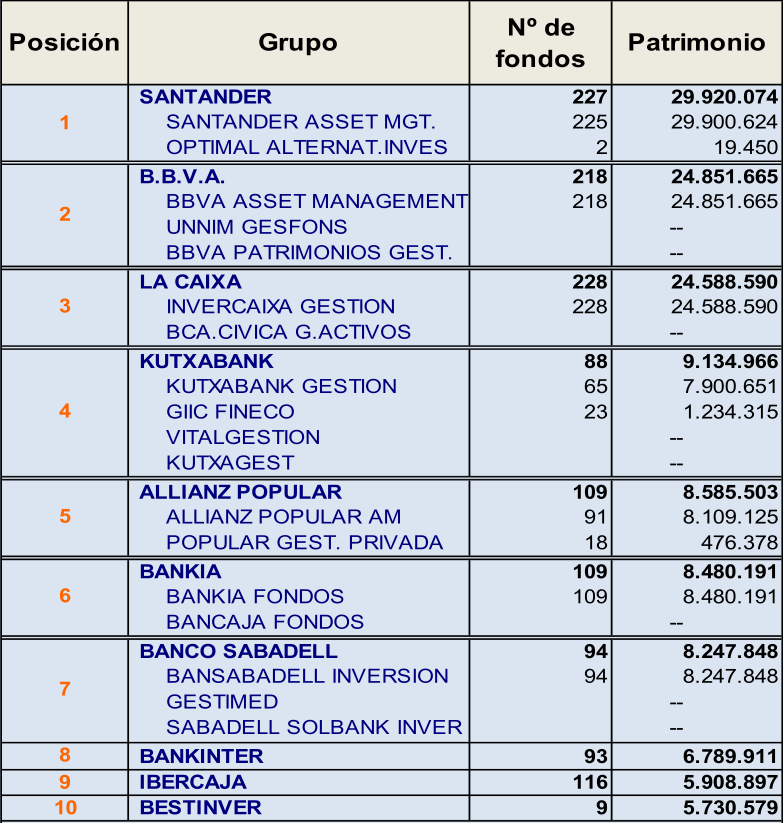 Posición Grupo Nº de fondos Patrimonio
SANTANDER 227 29.920.074
1 SANTANDER ASSET MGT. 225 29.900.624
OPTIMAL ALTERNAT.INVES 2 19.450
B.B.V.A. 218 24.851.665
2 BBVA ASSET MANAGEMENT 218 24.851.665
UNNIM GESFONS --
BBVA PATRIMONIOS GEST. --
LA CAIXA 228 24.588.590
3 INVERCAIXA GESTION 228 24.588.590
BCA.CIVICA G.ACTIVOS --
KUTXABANK 88 9.134.966
KUTXABANK GESTION 65 7.900.651
4 GIIC FINECO 23 1.234.315
VITALGESTION --
KUTXAGEST --
ALLIANZ POPULAR 109 8.585.503
5 ALLIANZ POPULAR AM 91 8.109.125
POPULAR GEST. PRIVADA 18 476.378
BANKIA 109 8.480.191
6 BANKIA FONDOS 109 8.480.191
BANCAJA FONDOS --
BANCO SABADELL 94 8.247.848
7 BANSABADELL INVERSION 94 8.247.848
GESTIMED --
SABADELL SOLBANK INVER --
8 BANKINTER 93 6.789.911
9 IBERCAJA 116 5.908.897
10 BESTINVER 9 5.730.579